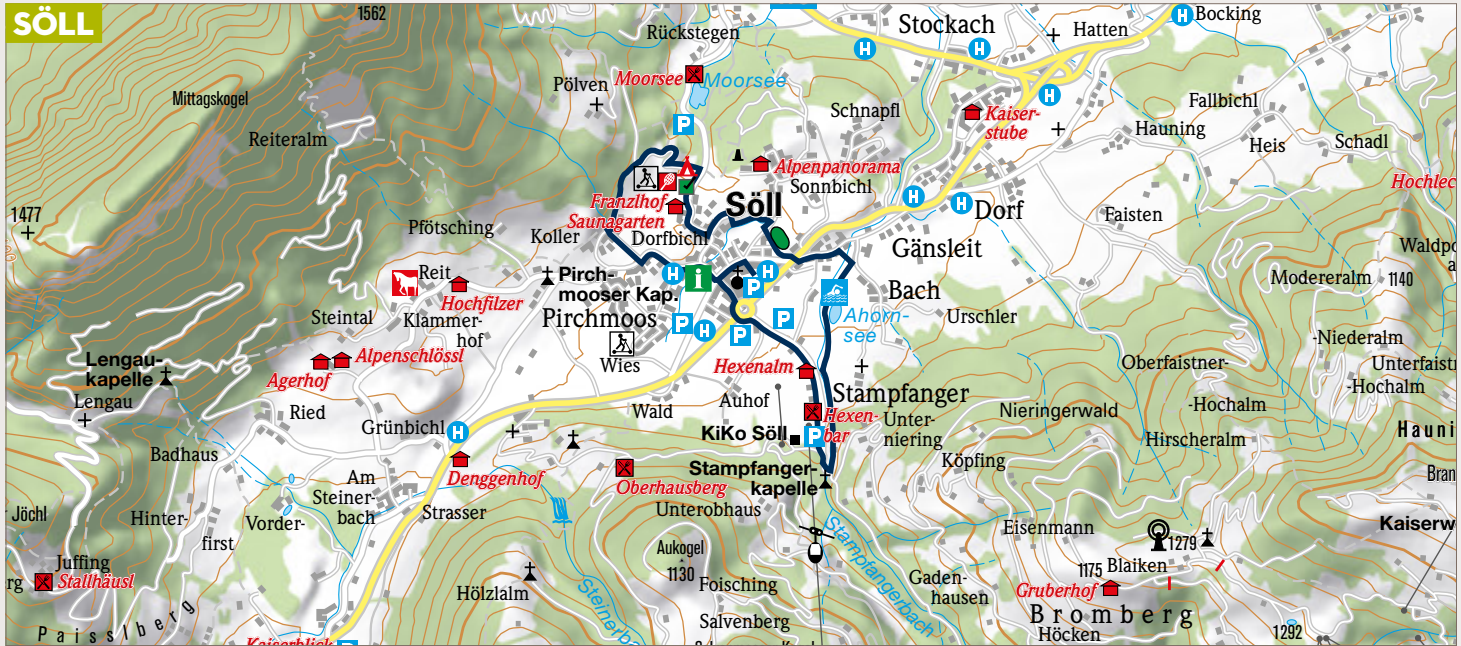 SÖLL
1562
Rückstegen
Stockach
Hatten
H
Bocking
H
H
Mittagskogel
Pölven
Moorsee
Moorsee
H
Schnapfl
Kaiser-
stube
Fallbichl
Reiteralm
P
Hauning
Heis
Schadl
Alpenpanorama
Sonnbichl
Hochlec
1477
Franzlhof
Saunagarten
Söll
H
H
Dorf
Faisten
Pfötsching
Koller
Dorfbichl
Gänsleit
Waldpo
a
Reit
Pirch-
mooser Kap.
H
i
H
P
Bach
Moderer­alm
1140
Hochfilzer
Steintal
Klammer-
hof
Pirchmoos
P
H
P
P
Ahorn-
see
Urschler
-Niederalm
Lengau-
kapelle
Agerhof
Alpenschlössl
Wies
Hexenalm
Oberfaistner-
Unterfaistn
-Hochalm
Lengau
Ried
Wald
Auhof
Stampfanger
Hexen-
bar
Nieringerwald
-Hochalm
Grünbichl
H
KiKo Söll
P
Unter-
niering
Hirscheralm
Hauni
Badhaus
Köpfing
Denggenhof
Oberhausberg
Stampfanger-
kapelle
Bran
Am
Steiner-
bach
Unterobhaus
Jöchl
Hinter-
first
Vorder-
Strasser
Stampfangerbach
Eisenmann
1279
Kaiserw
Aukogel
1130
Juffing
rg
Stallhäusl
Foisching
Gaden-
hausen
1175
Blaiken
Gruberhof
Hölzlalm
Steinerba
Salvenberg
Bromberg
Höcken
1292
Paisslberg
Kaiserblick